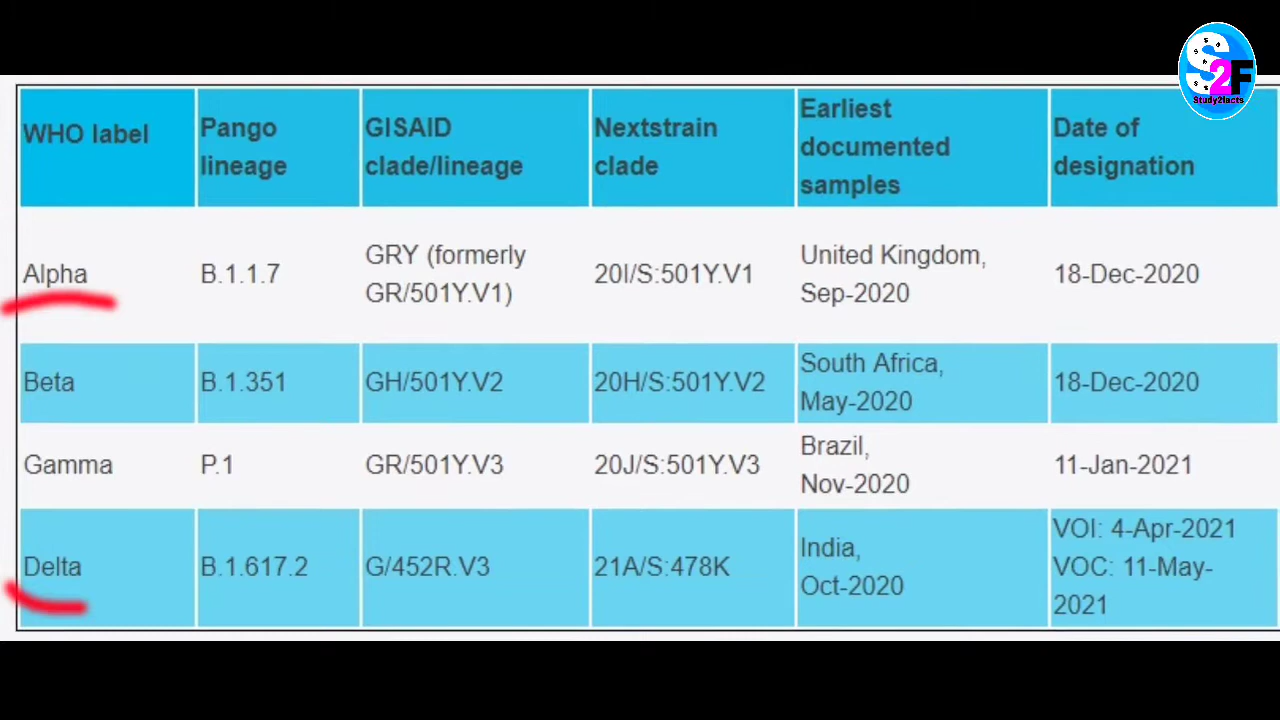 S2F
Study2facts
WHO label
Pango lineage
GISAID clade/lineage
Nextstrain clade
Earliest documented samples
Date of designation
Alpha
B.1.1.7
GRY (formerly
GR/501Y.V1)
20I/S:501Y.V1
United Kingdom,
Sep-2020
18-Dec-2020
Beta
B.1.351
GH/501Y.V2
20H/S:501Y.V2
South Africa,
May-2020
18-Dec-2020
Gamma
P.1
GR/501Y.V3
20J/S:501Y.V3
Brazil,
Nov-2020
11-Jan-2021
Delta
B.1.617.2
G/452R.V3
21A/S:478K
India,
Oct-2020
VOI: 4-Apr-2021
VOC: 11-May-
2021